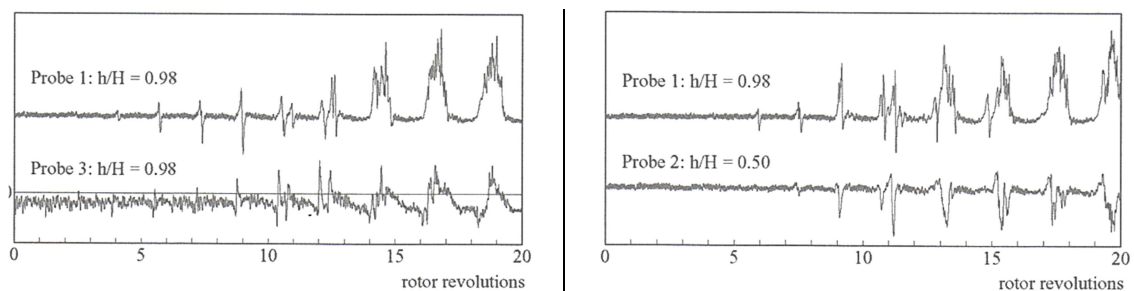 Probe 1: h/H = 0.98
Probe 3: h/H = 0.98
0 5 10 15 20
rotor revolutions
Probe 1: h/H = 0.98
Probe 2: h/H = 0.50
0 5 10 15 20
rotor revolutions